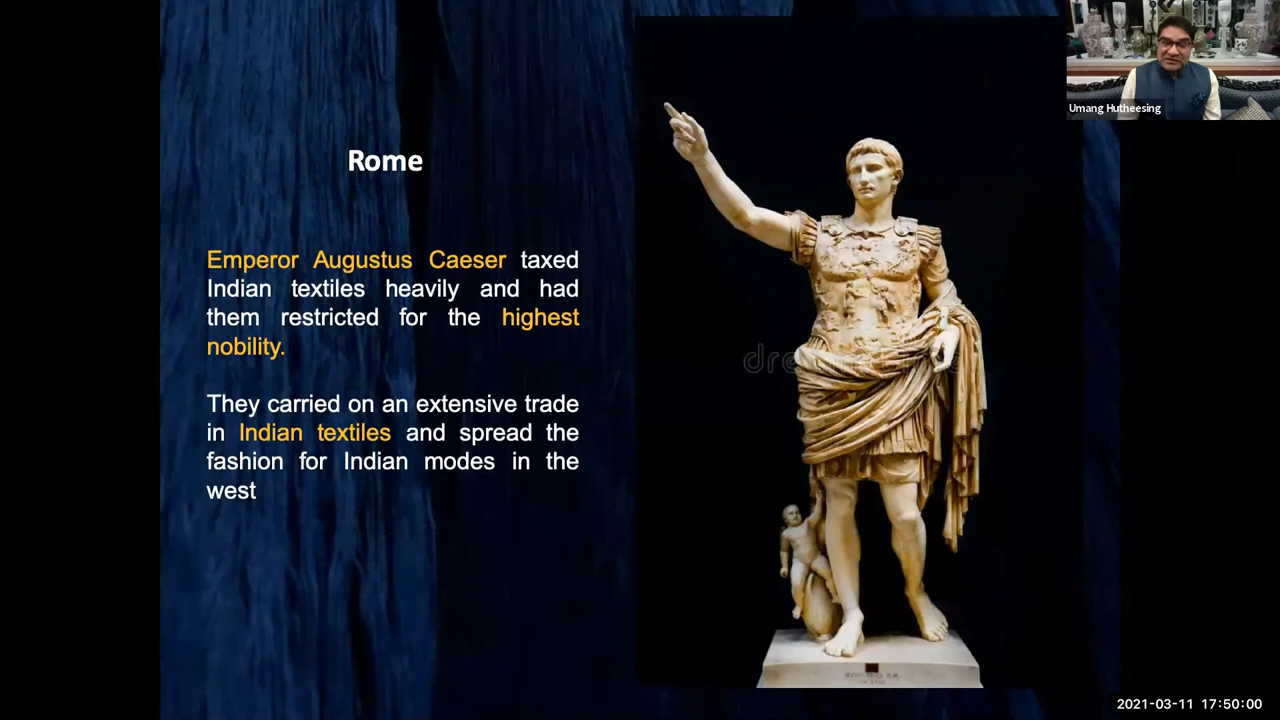 Umang Hutheesing
Rome
Emperor Augustus Caeser taxed
Indian textiles heavily and had
them restricted for the highest
nobility.
They carried on an extensive trade
in Indian textiles and spread the
fashion for Indian modes in the
west
2021-03-11 17:50:00